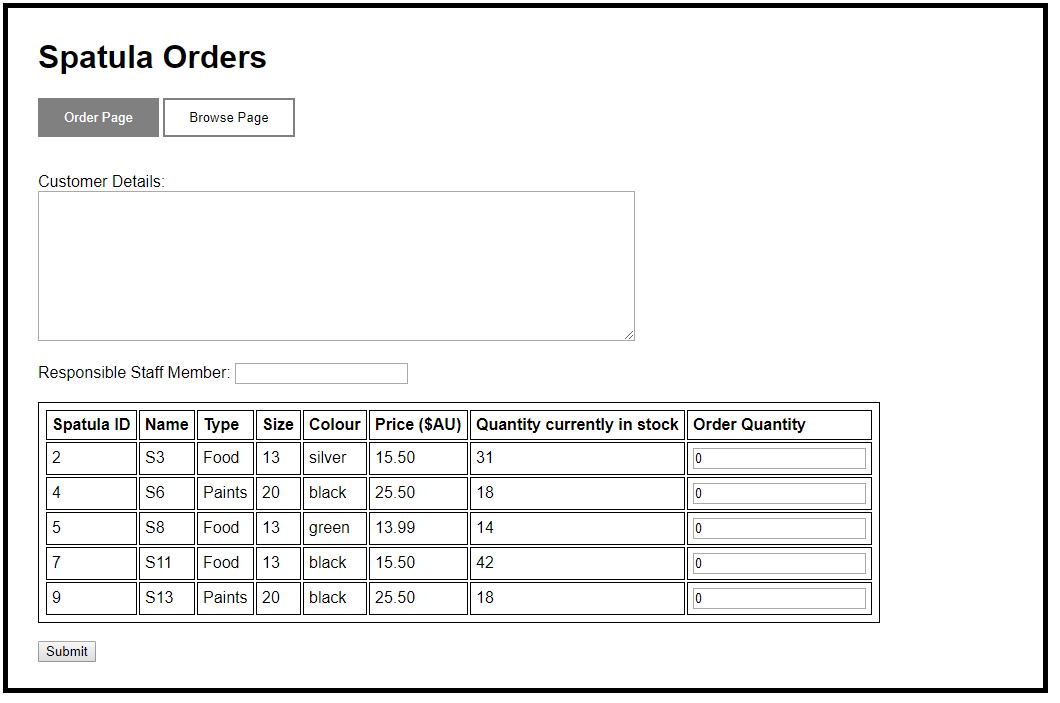 Spatula Orders
Order Page Browse Page
Customer Details:
Responsible Staff Member:
Spatula ID Name Type Size Colour Price ($AU) Quantity currently in stock Order Quantity
2 S3 Food 13 silver 15.50 31 0
4 S6 Paints 20 black 25.50 18 0
5 S8 Food 13 green 13.99 14 0
7 S11 Food 13 black 15.50 42 0
9 S13 Paints 20 black 25.50 18 0
Submit